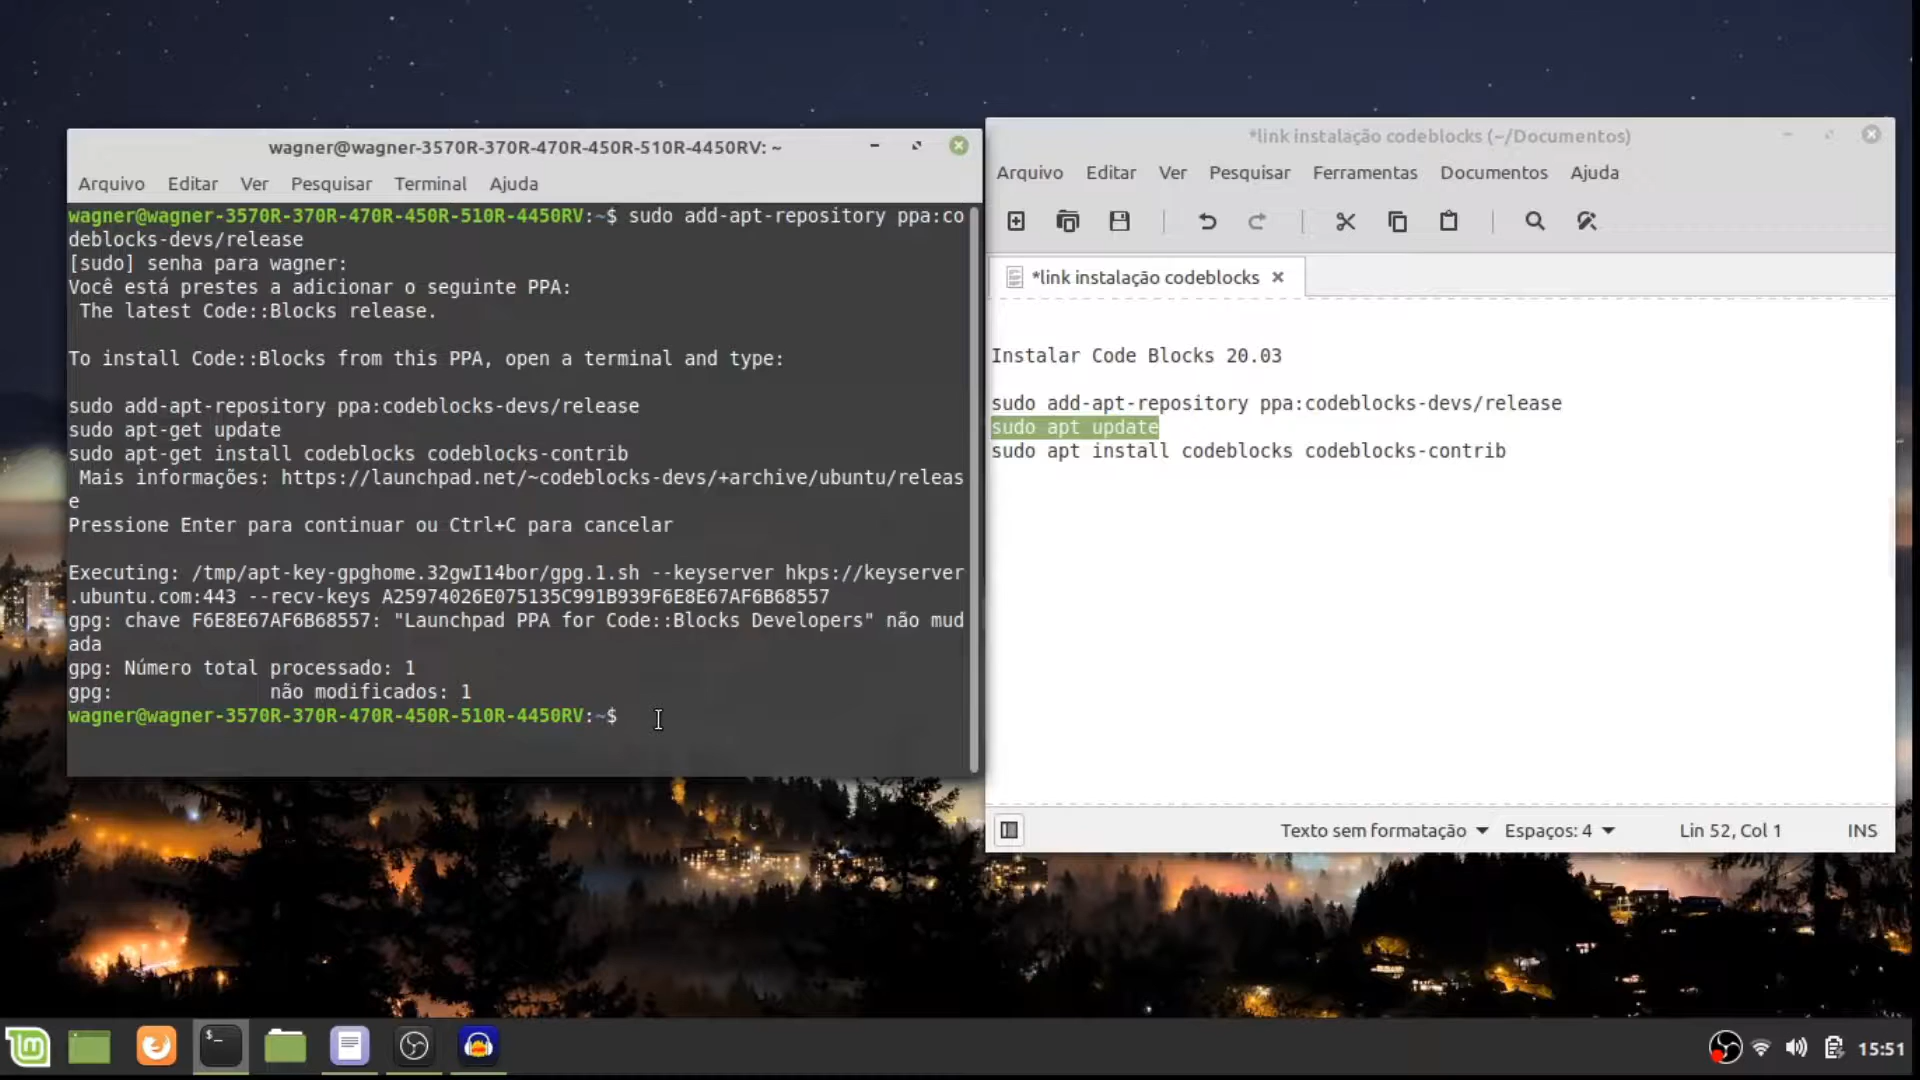 wagner@wagner-3570R-370R-470R-450R-510R-4450RV: ~
Arquivo Editar Ver Pesquisar Terminal Ajuda
wagner@wagner-3570R-370R-470R-450R-510R-4450RV:~$ sudo add-apt-repository ppa:co
deblocks-devs/release
[sudo] senha para wagner:
Você está prestes a adicionar o seguinte PPA:
The latest Code::Blocks release.
To install Code::Blocks from this PPA, open a terminal and type:
sudo add-apt-repository ppa:codeblocks-devs/release
sudo apt-get update
sudo apt-get install codeblocks codeblocks-contrib
Mais informações: https://launchpad.net/~codeblocks-devs/+archive/ubuntu/releas
e
Pressione Enter para continuar ou Ctrl+C para cancelar
Executing: /tmp/apt-key-gpghome.32gwI14bor/gpg.1.sh --keyserver hkps://keyserver
.ubuntu.com:443 --recv-keys A25974026E075135C991B939F6E8E67AF6B68557
gpg: chave F6E8E67AF6B68557: "Launchpad PPA for Code::Blocks Developers" não mud
ada
gpg: Número total processado: 1
gpg: não modificados: 1
wagner@wagner-3570R-370R-470R-450R-510R-4450RV:~$
*link instalação codeblocks (~/Documentos)
Arquivo Editar Ver Pesquisar Ferramentas Documentos Ajuda
*link instalação codeblocks
Instalar Code Blocks 20.03
sudo add-apt-repository ppa:codeblocks-devs/release
sudo apt update
sudo apt install codeblocks codeblocks-contrib
Texto sem formatação Espaços: 4 Lin 52, Col 1 INS
15:51